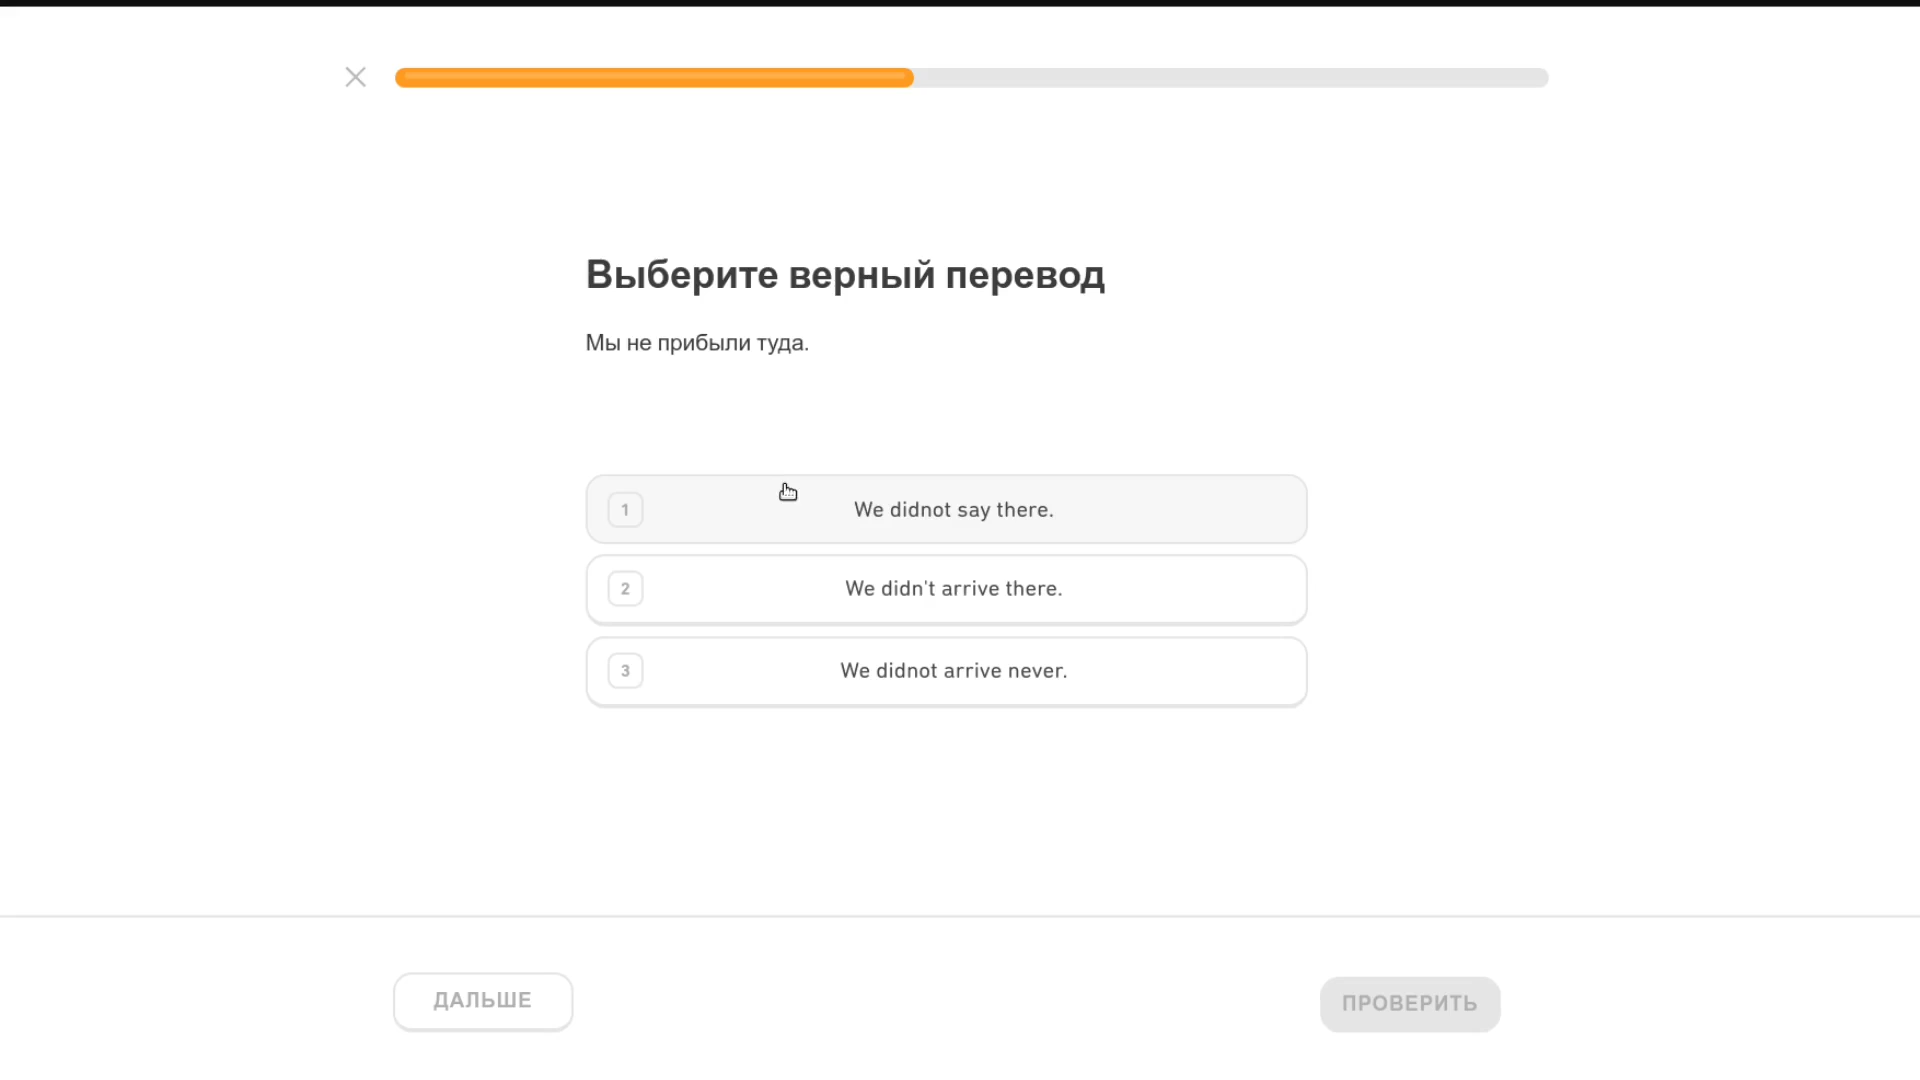 Выберите верный перевод
Мы не прибыли туда.
1 We didnot say there.
2 We didn't arrive there.
3 We didnot arrive never.
ДАЛЬШЕ
ПРОВЕРИТЬ